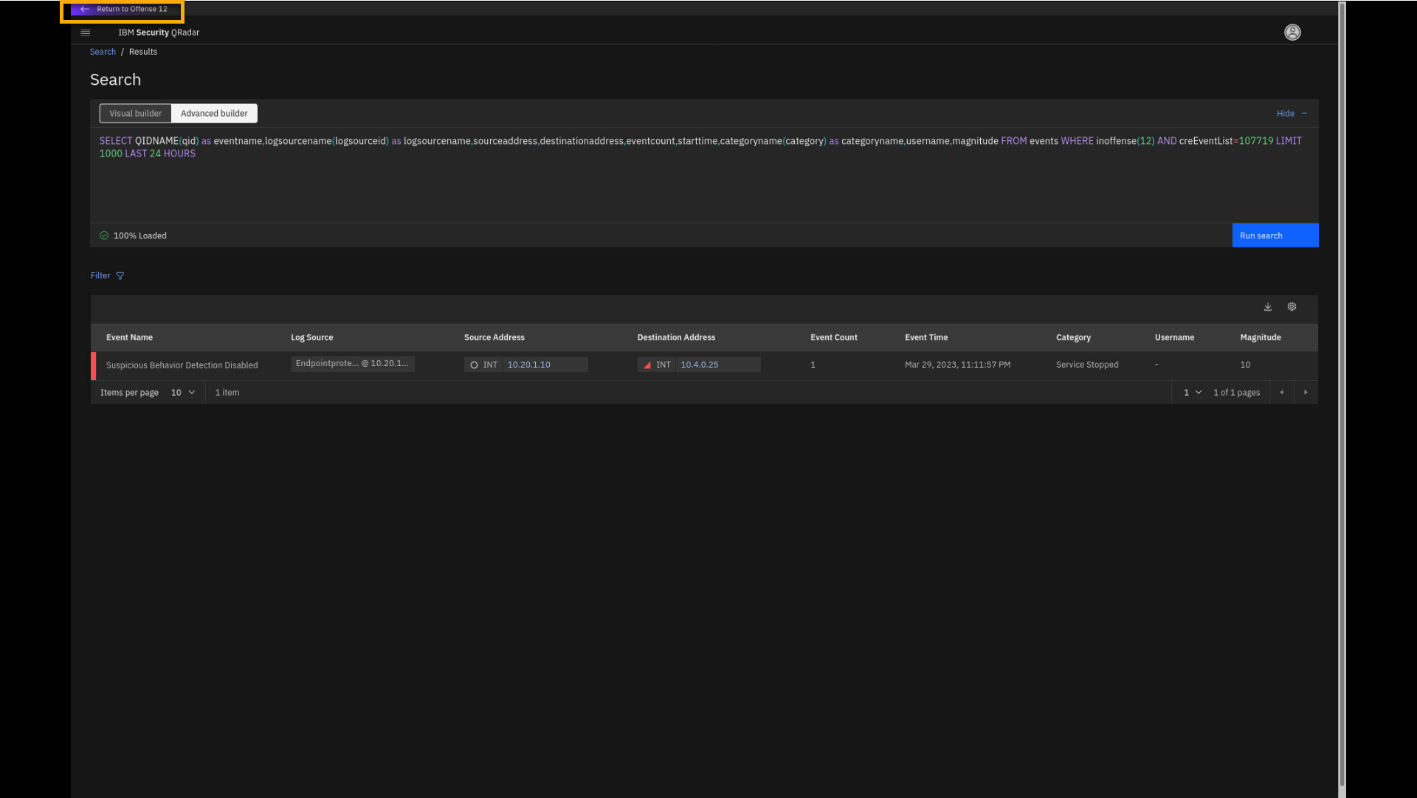 ← Return to Offense 12
IBM Security QRadar
Search / Results
Search
Visual builder Advanced builder Hide −
SELECT QIDNAME(qid) as eventname,logsourcename(logsourceid) as logsourcename,sourceaddress,destinationaddress,eventcount,starttime,categoryname(category) as categoryname,username,magnitude FROM events WHERE inoffense(12) AND creEventList=107719 LIMIT
1000 LAST 24 HOURS
100% Loaded Run search
Filter
Event Name Log Source Source Address Destination Address Event Count Event Time Category Username Magnitude
Suspicious Behavior Detection Disabled Endpointprote... @ 10.20.1... INT 10.20.1.10 INT 10.4.0.25 1 Mar 29, 2023, 11:11:57 PM Service Stopped - 10
Items per page 10 1 item 1 1 of 1 pages